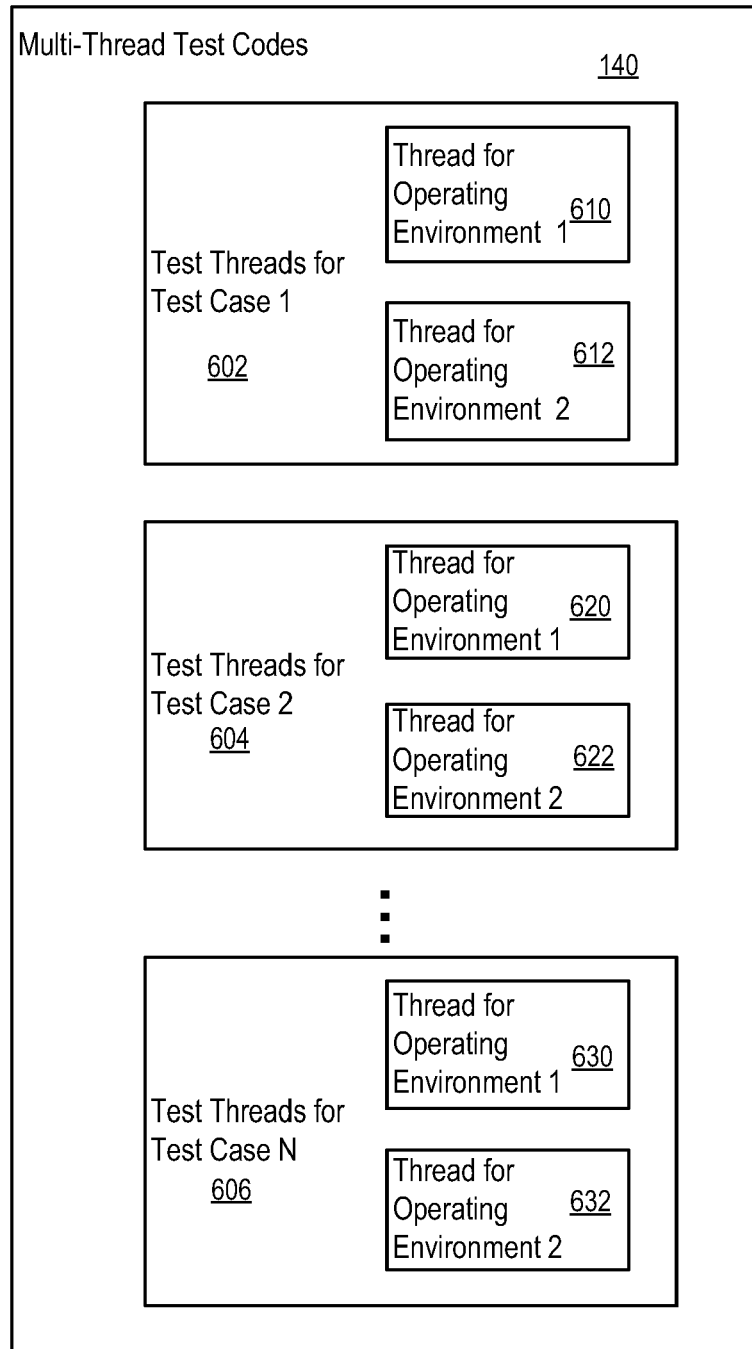 Multi-Thread Test Codes
140
Thread for
Operating
Environment 1
610
Test Threads for
Test Case 1
602
Thread for
Operating
Environment 2
612
Thread for
Operating
Environment 1
620
Test Threads for
Test Case 2
604
Thread for
Operating
Environment 2
622
Thread for
Operating
Environment 1
630
Test Threads for
Test Case N
606
Thread for
Operating
Environment 2
632